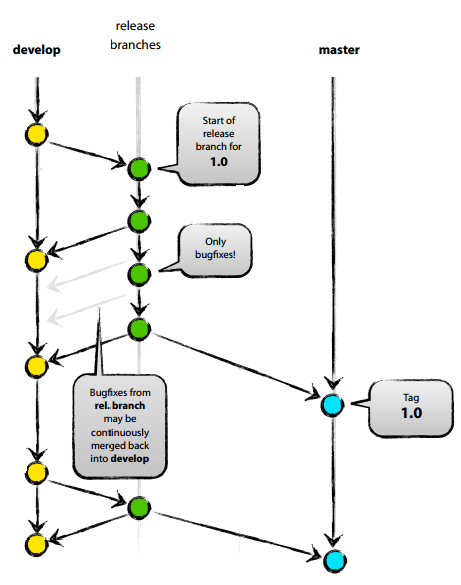 release
branches
develop
master
Start of
release
branch for
1.0
Only
bugfixes!
Bugfixes from
rel. branch
may be
continuously
merged back
into develop
Tag
1.0